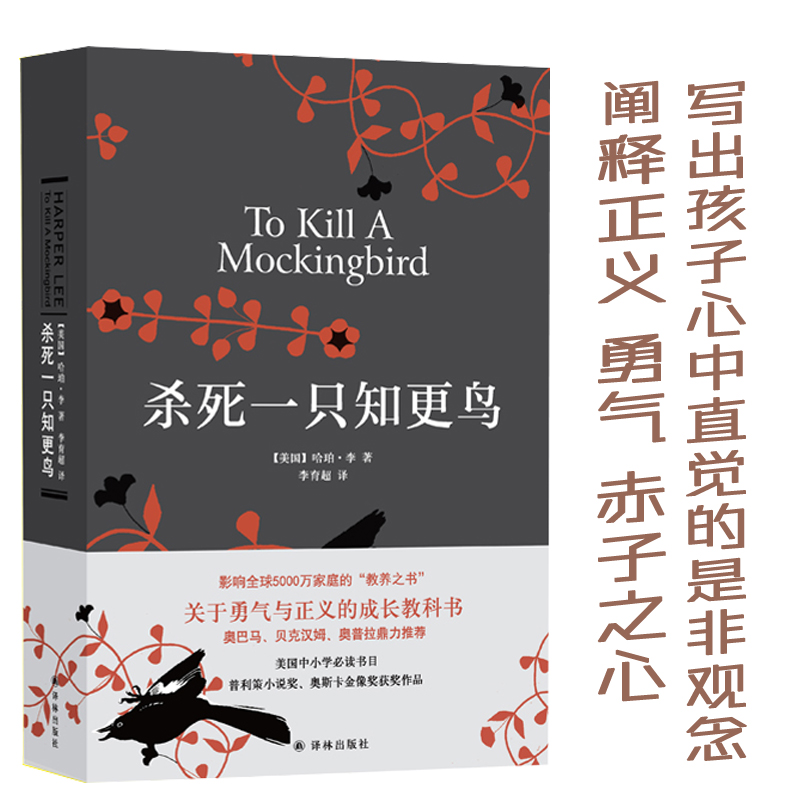 HARPER LEE
To Kill A Mockingbird
【美国】哈珀·李 著 李育超 译
杀死一只知更鸟
To Kill A
Mockingbird
杀死一只知更鸟
【美国】哈珀·李 著
李育超 译
影响全球5000万家庭的“教养之书”
关于勇气与正义的成长教科书
奥巴马、贝克汉姆、奥普拉鼎力推荐
美国中小学必读书目
普利策小说奖、奥斯卡金像奖获奖作品
译林出版社
译林出版社
写出孩子心中直觉的是非观念
阐释正义 勇气 赤子之心